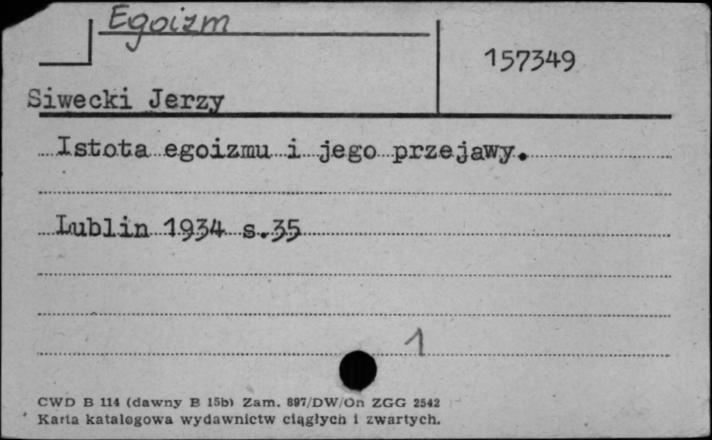 Egoizm
157349
Siwecki Jerzy
Istota egoizmu i jego przejawy.
Lublin 1934 s.35
1
CWD B 114 (dawny B 15b) Zam. 897/DW/On ZGG 2542
Karta katalogowa wydawnictw ciągłych i zwartych.